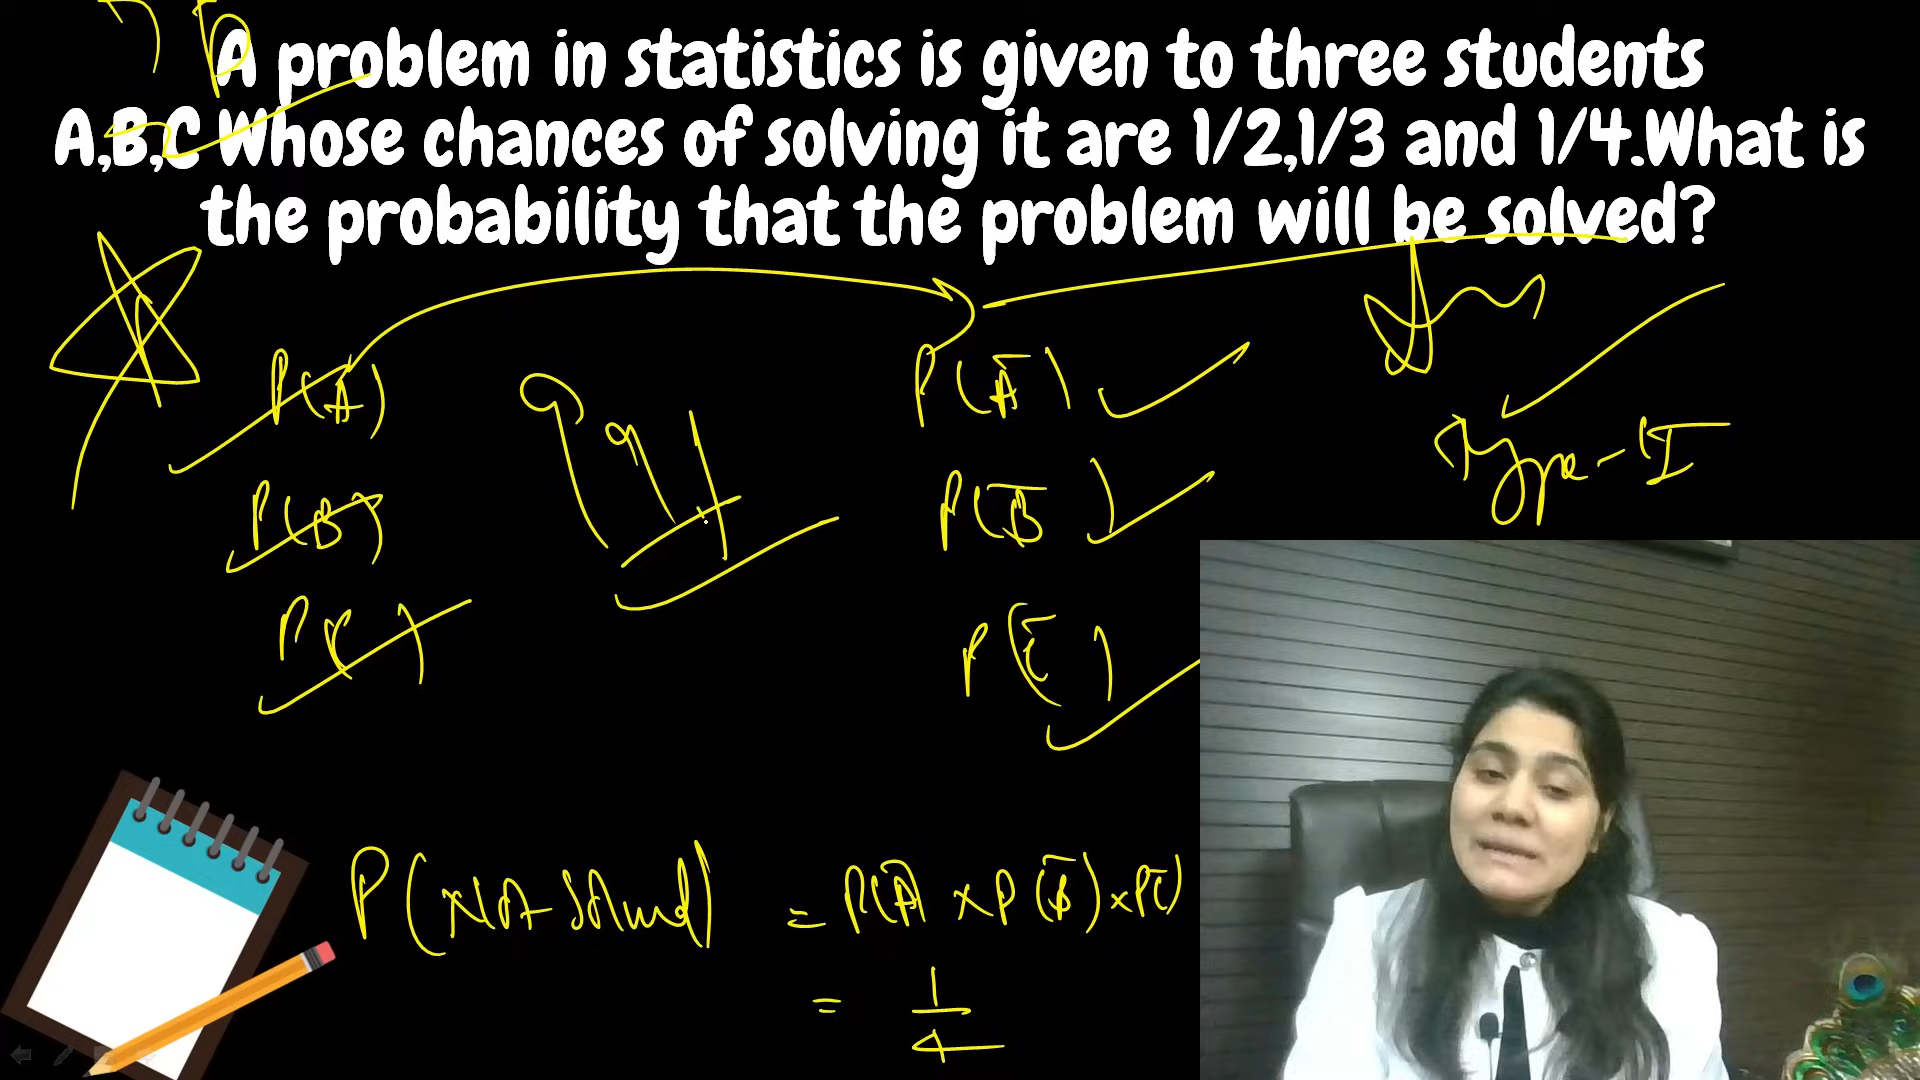 A problem in statistics is given to three students
A,B,C Whose chances of solving it are 1/2,1/3 and 1/4.What is
the probability that the problem will be solved?
P(A)
P(Ā)
Type-I
P(B)
P(B̄)
P(C)
P(C̄)
P(Not Solved) = P(Ā) × P(B̄) × P(C̄)
= 1/4